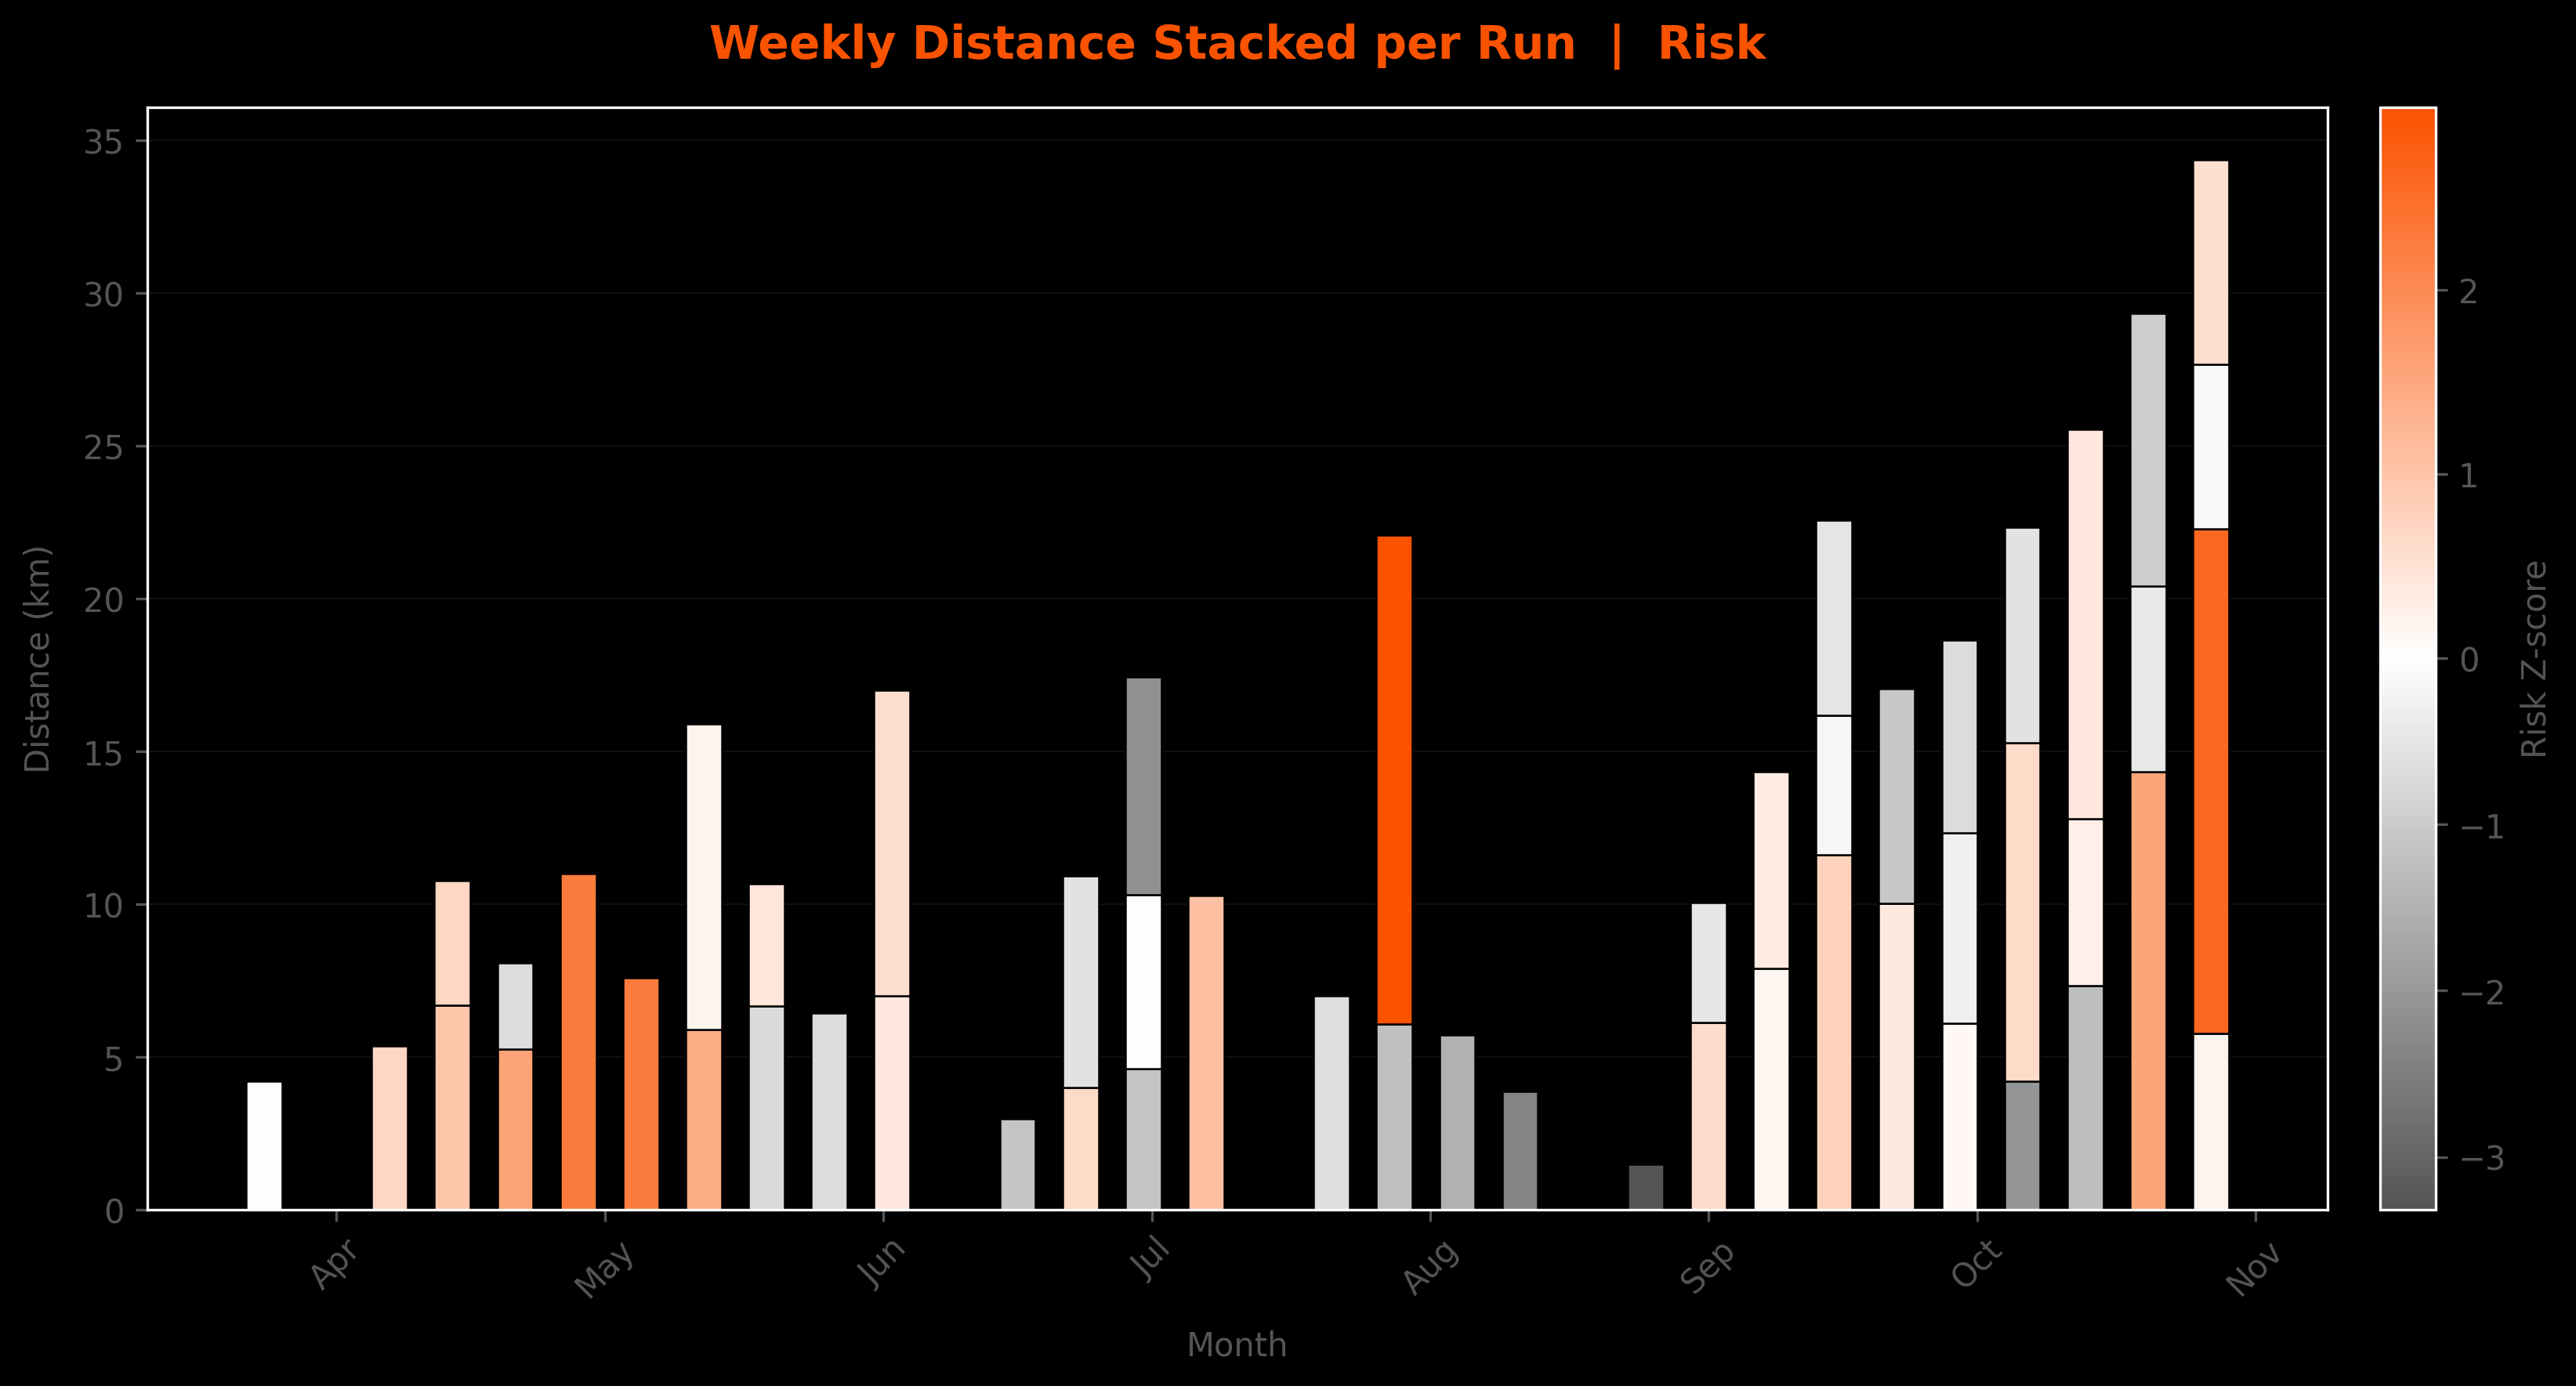 Weekly Distance Stacked per Run | Risk
Distance (km)
35
30
25
20
15
10
5
0
Apr
May
Jun
Jul
Aug
Sep
Oct
Nov
Month
2
1
0
−1
−2
−3
Risk Z-score